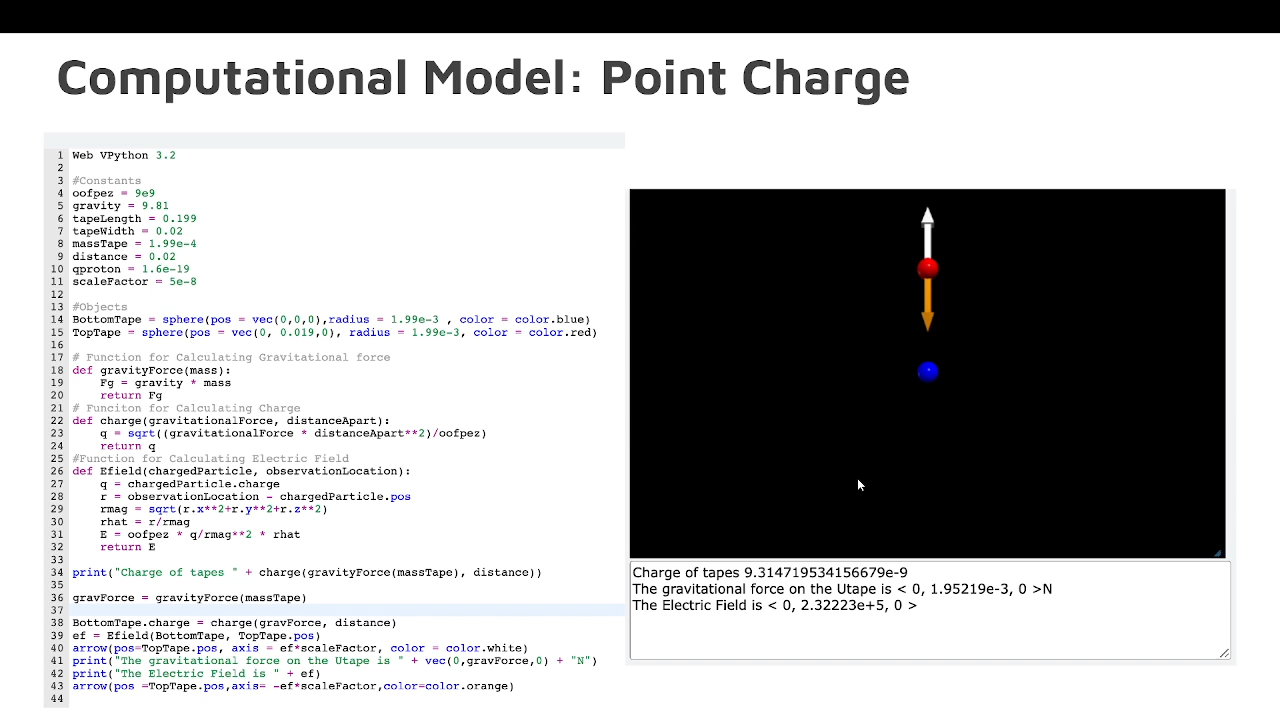 Computational Model: Point Charge
1 Web VPython 3.2
2
3 #Constants
4 oofpez = 9e9
5 gravity = 9.81
6 tapeLength = 0.199
7 tapeWidth = 0.02
8 massTape = 1.99e-4
9 distance = 0.02
10 qproton = 1.6e-19
11 scaleFactor = 5e-8
12
13 #Objects
14 BottomTape = sphere(pos = vec(0,0,0),radius = 1.99e-3 , color = color.blue)
15 TopTape = sphere(pos = vec(0, 0.019,0), radius = 1.99e-3, color = color.red)
16
17 # Function for Calculating Gravitational force
18 def gravityForce(mass):
19     Fg = gravity * mass
20     return Fg
21 # Funciton for Calculating Charge
22 def charge(gravitationalForce, distanceApart):
23     q = sqrt((gravitationalForce * distanceApart**2)/oofpez)
24     return q
25 #Function for Calculating Electric Field
26 def Efield(chargedParticle, observationLocation):
27     q = chargedParticle.charge
28     r = observationLocation - chargedParticle.pos
29     rmag = sqrt(r.x**2+r.y**2+r.z**2)
30     rhat = r/rmag
31     E = oofpez * q/rmag**2 * rhat
32     return E
33
34 print("Charge of tapes " + charge(gravityForce(massTape), distance))
35
36 gravForce = gravityForce(massTape)
37
38 BottomTape.charge = charge(gravForce, distance)
39 ef = Efield(BottomTape, TopTape.pos)
40 arrow(pos=TopTape.pos, axis = ef*scaleFactor, color = color.white)
41 print("The gravitational force on the Utape is " + vec(0,gravForce,0) + "N")
42 print("The Electric Field is " + ef)
43 arrow(pos =TopTape.pos,axis= -ef*scaleFactor,color=color.orange)
44
Charge of tapes 9.314719534156679e-9
The gravitational force on the Utape is < 0, 1.95219e-3, 0 >N
The Electric Field is < 0, 2.32223e+5, 0 >